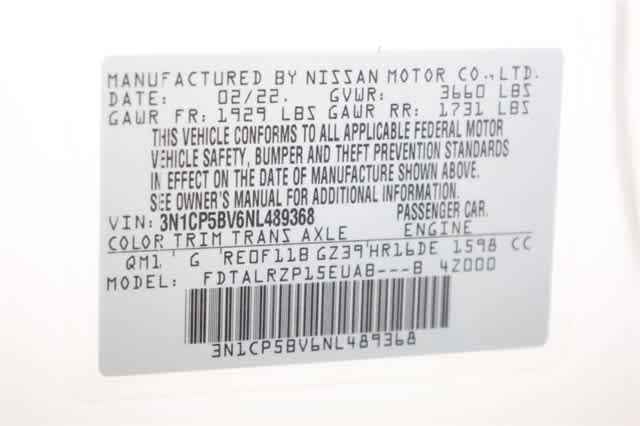 MANUFACTURED BY NISSAN MOTOR CO., LTD.
DATE: 02/22. GVWR: 3660 LBS
GAWR FR: 1929 LBS GAWR RR: 1731 LBS
THIS VEHICLE CONFORMS TO ALL APPLICABLE FEDERAL MOTOR
VEHICLE SAFETY, BUMPER AND THEFT PREVENTION STANDARDS
IN EFFECT ON THE DATE OF MANUFACTURE SHOWN ABOVE.
SEE OWNER'S MANUAL FOR ADDITIONAL INFORMATION.
VIN: 3N1CP5BV6NL489368 PASSENGER CAR.
COLOR TRIM TRANS AXLE ENGINE
QM1 ' G ' RE0F11B GZ39 ' HR16DE 1598 CC
MODEL: FDTALRZP15EUAB---B 42000
3N1CP5BV6NL489368